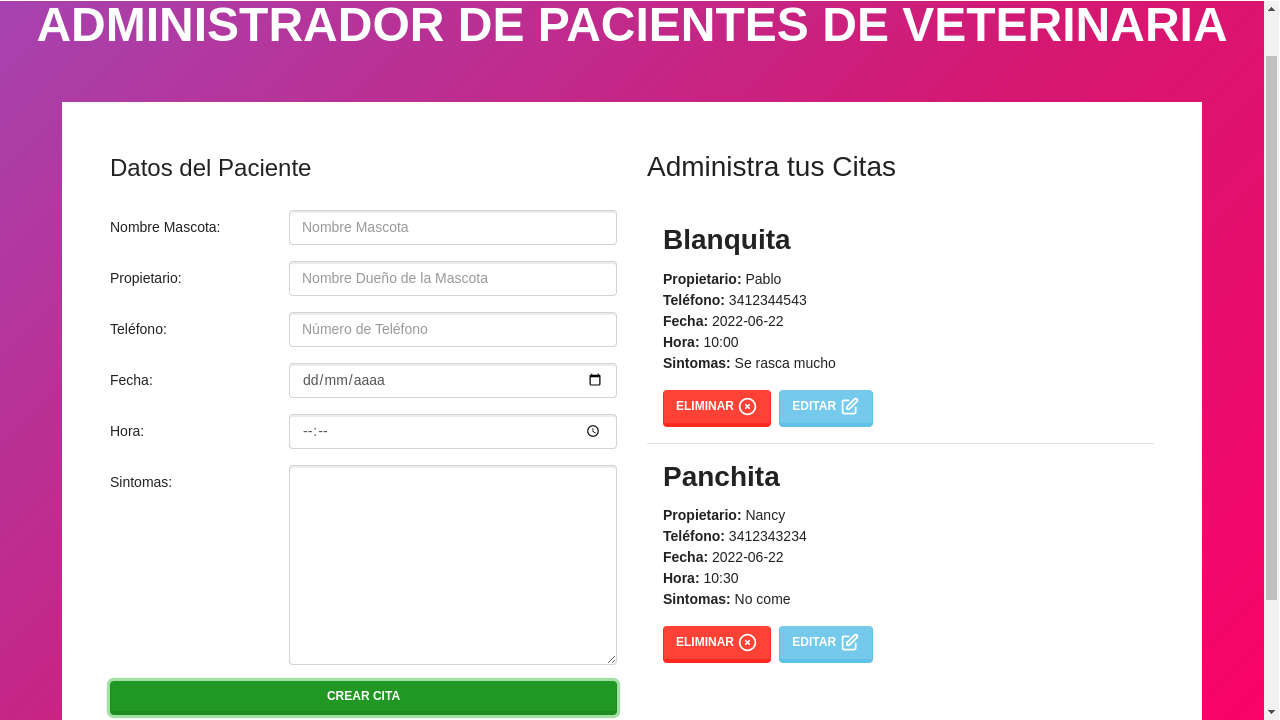 ADMINISTRADOR DE PACIENTES DE VETERINARIA
Datos del Paciente
Nombre Mascota:
Nombre Mascota
Propietario:
Nombre Dueño de la Mascota
Teléfono:
Número de Teléfono
Fecha:
dd/mm/aaaa
Hora:
--:--
Sintomas:
CREAR CITA
Administra tus Citas
Blanquita
Propietario: Pablo
Teléfono: 3412344543
Fecha: 2022-06-22
Hora: 10:00
Sintomas: Se rasca mucho
ELIMINAR EDITAR
Panchita
Propietario: Nancy
Teléfono: 3412343234
Fecha: 2022-06-22
Hora: 10:30
Sintomas: No come
ELIMINAR EDITAR